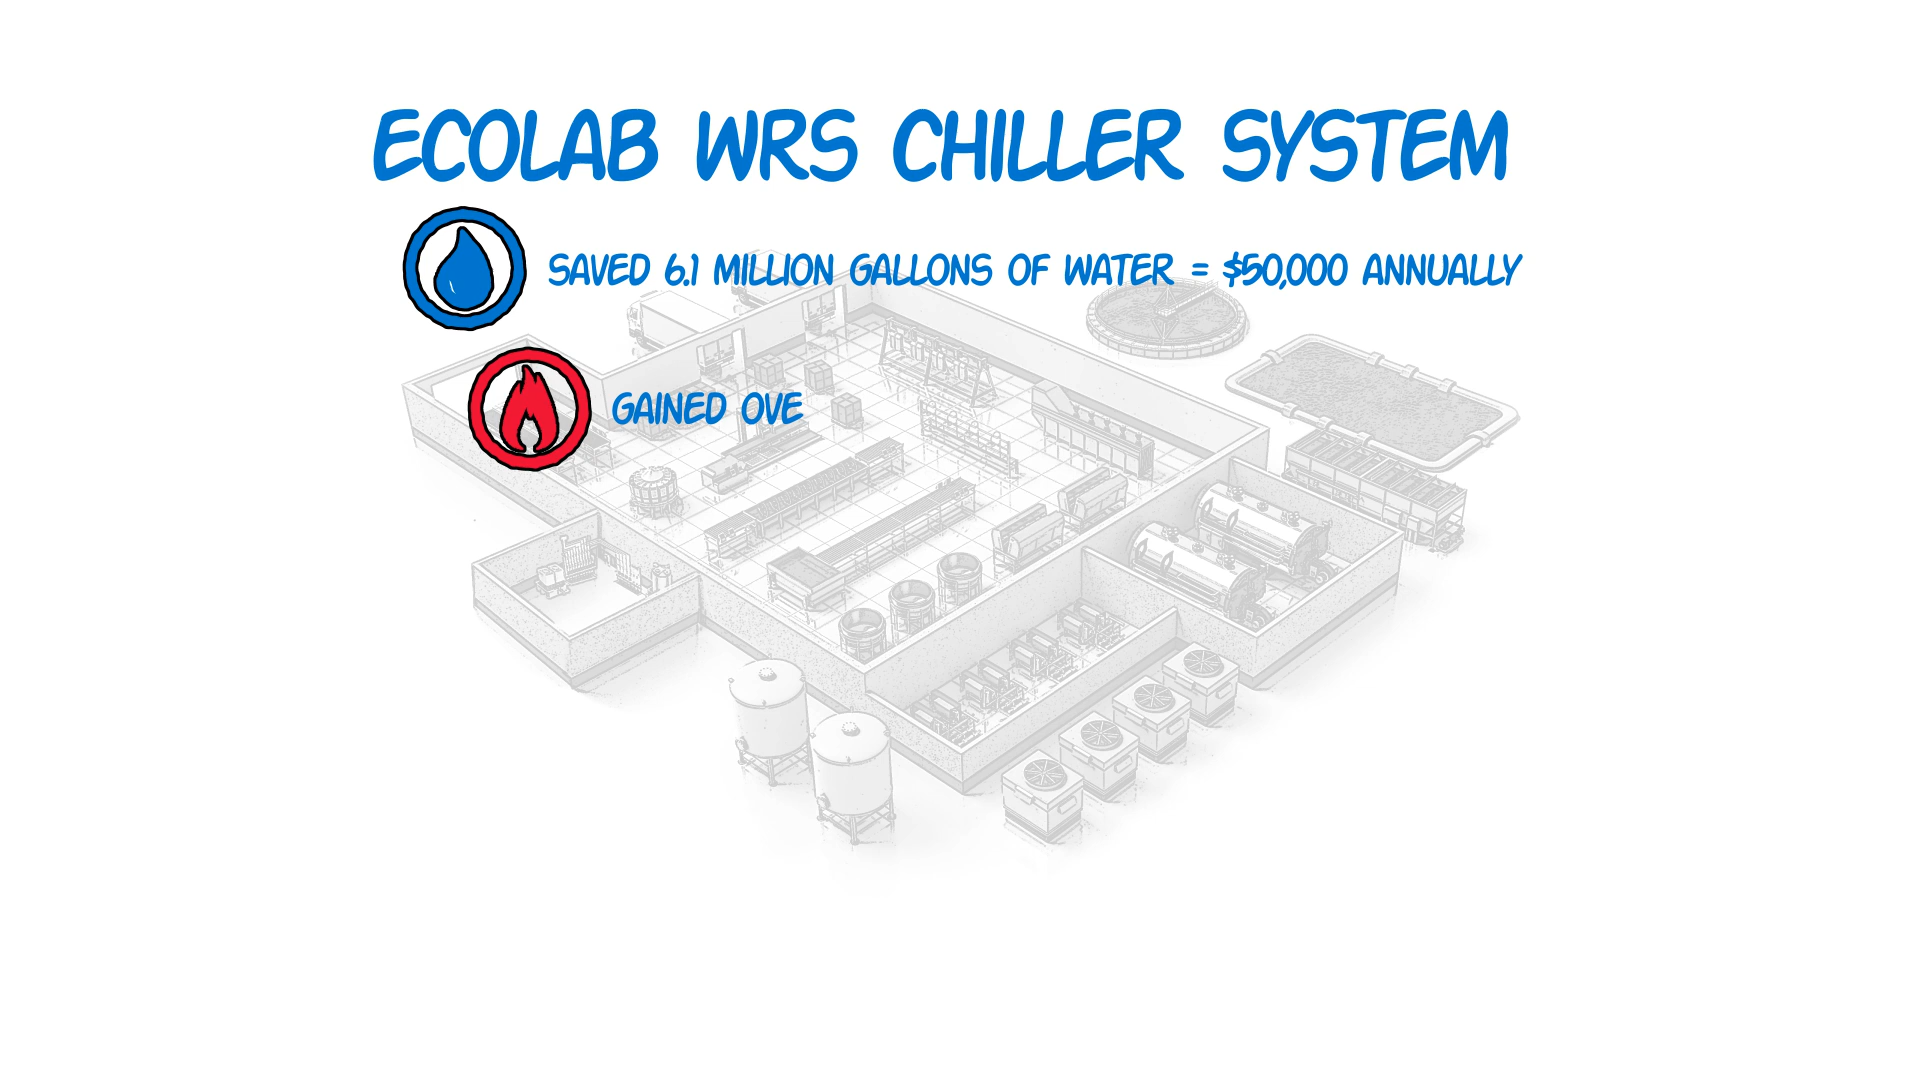 ECOLAB WRS CHILLER SYSTEM
SAVED 6.1 MILLION GALLONS OF WATER = $50,000 ANNUALLY
GAINED OVE